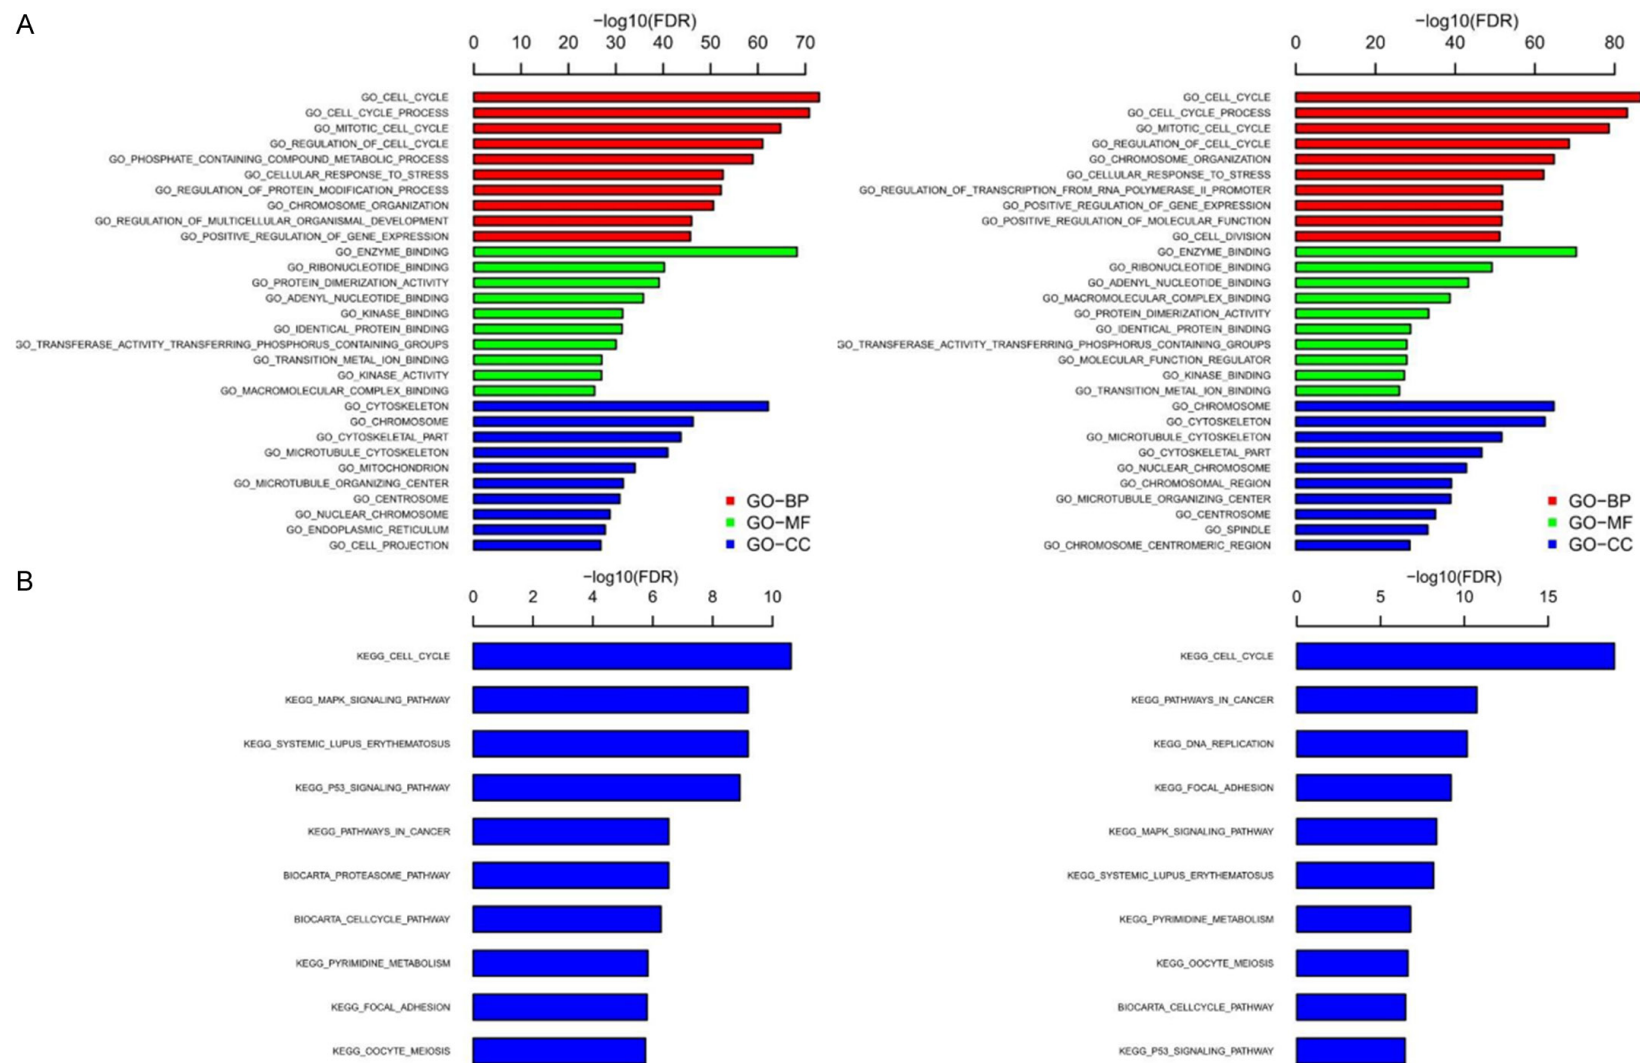 A
−log10(FDR)
0 10 20 30 40 50 60 70
GO_CELL_CYCLE
GO_CELL_CYCLE_PROCESS
GO_MITOTIC_CELL_CYCLE
GO_REGULATION_OF_CELL_CYCLE
GO_PHOSPHATE_CONTAINING_COMPOUND_METABOLIC_PROCESS
GO_CELLULAR_RESPONSE_TO_STRESS
GO_REGULATION_OF_PROTEIN_MODIFICATION_PROCESS
GO_CHROMOSOME_ORGANIZATION
GO_REGULATION_OF_MULTICELLULAR_ORGANISMAL_DEVELOPMENT
GO_POSITIVE_REGULATION_OF_GENE_EXPRESSION
GO_ENZYME_BINDING
GO_RIBONUCLEOTIDE_BINDING
GO_PROTEIN_DIMERIZATION_ACTIVITY
GO_ADENYL_NUCLEOTIDE_BINDING
GO_KINASE_BINDING
GO_IDENTICAL_PROTEIN_BINDING
GO_TRANSFERASE_ACTIVITY_TRANSFERRING_PHOSPHORUS_CONTAINING_GROUPS
GO_TRANSITION_METAL_ION_BINDING
GO_KINASE_ACTIVITY
GO_MACROMOLECULAR_COMPLEX_BINDING
GO_CYTOSKELETON
GO_CHROMOSOME
GO_CYTOSKELETAL_PART
GO_MICROTUBULE_CYTOSKELETON
GO_MITOCHONDRION
GO_MICROTUBULE_ORGANIZING_CENTER
GO_CENTROSOME
GO_NUCLEAR_CHROMOSOME
GO_ENDOPLASMIC_RETICULUM
GO_CELL_PROJECTION
GO−BP
GO−MF
GO−CC
−log10(FDR)
0 20 40 60 80
GO_CELL_CYCLE
GO_CELL_CYCLE_PROCESS
GO_MITOTIC_CELL_CYCLE
GO_REGULATION_OF_CELL_CYCLE
GO_CHROMOSOME_ORGANIZATION
GO_CELLULAR_RESPONSE_TO_STRESS
GO_REGULATION_OF_TRANSCRIPTION_FROM_RNA_POLYMERASE_II_PROMOTER
GO_POSITIVE_REGULATION_OF_GENE_EXPRESSION
GO_POSITIVE_REGULATION_OF_MOLECULAR_FUNCTION
GO_CELL_DIVISION
GO_ENZYME_BINDING
GO_RIBONUCLEOTIDE_BINDING
GO_ADENYL_NUCLEOTIDE_BINDING
GO_MACROMOLECULAR_COMPLEX_BINDING
GO_PROTEIN_DIMERIZATION_ACTIVITY
GO_IDENTICAL_PROTEIN_BINDING
GO_TRANSFERASE_ACTIVITY_TRANSFERRING_PHOSPHORUS_CONTAINING_GROUPS
GO_MOLECULAR_FUNCTION_REGULATOR
GO_KINASE_BINDING
GO_TRANSITION_METAL_ION_BINDING
GO_CHROMOSOME
GO_CYTOSKELETON
GO_MICROTUBULE_CYTOSKELETON
GO_CYTOSKELETAL_PART
GO_NUCLEAR_CHROMOSOME
GO_CHROMOSOMAL_REGION
GO_MICROTUBULE_ORGANIZING_CENTER
GO_CENTROSOME
GO_SPINDLE
GO_CHROMOSOME_CENTROMERIC_REGION
GO−BP
GO−MF
GO−CC
B
−log10(FDR)
0 2 4 6 8 10
KEGG_CELL_CYCLE
KEGG_MAPK_SIGNALING_PATHWAY
KEGG_SYSTEMIC_LUPUS_ERYTHEMATOSUS
KEGG_P53_SIGNALING_PATHWAY
KEGG_PATHWAYS_IN_CANCER
BIOCARTA_PROTEASOME_PATHWAY
BIOCARTA_CELLCYCLE_PATHWAY
KEGG_PYRIMIDINE_METABOLISM
KEGG_FOCAL_ADHESION
KEGG_OOCYTE_MEIOSIS
−log10(FDR)
0 5 10 15
KEGG_CELL_CYCLE
KEGG_PATHWAYS_IN_CANCER
KEGG_DNA_REPLICATION
KEGG_FOCAL_ADHESION
KEGG_MAPK_SIGNALING_PATHWAY
KEGG_SYSTEMIC_LUPUS_ERYTHEMATOSUS
KEGG_PYRIMIDINE_METABOLISM
KEGG_OOCYTE_MEIOSIS
BIOCARTA_CELLCYCLE_PATHWAY
KEGG_P53_SIGNALING_PATHWAY